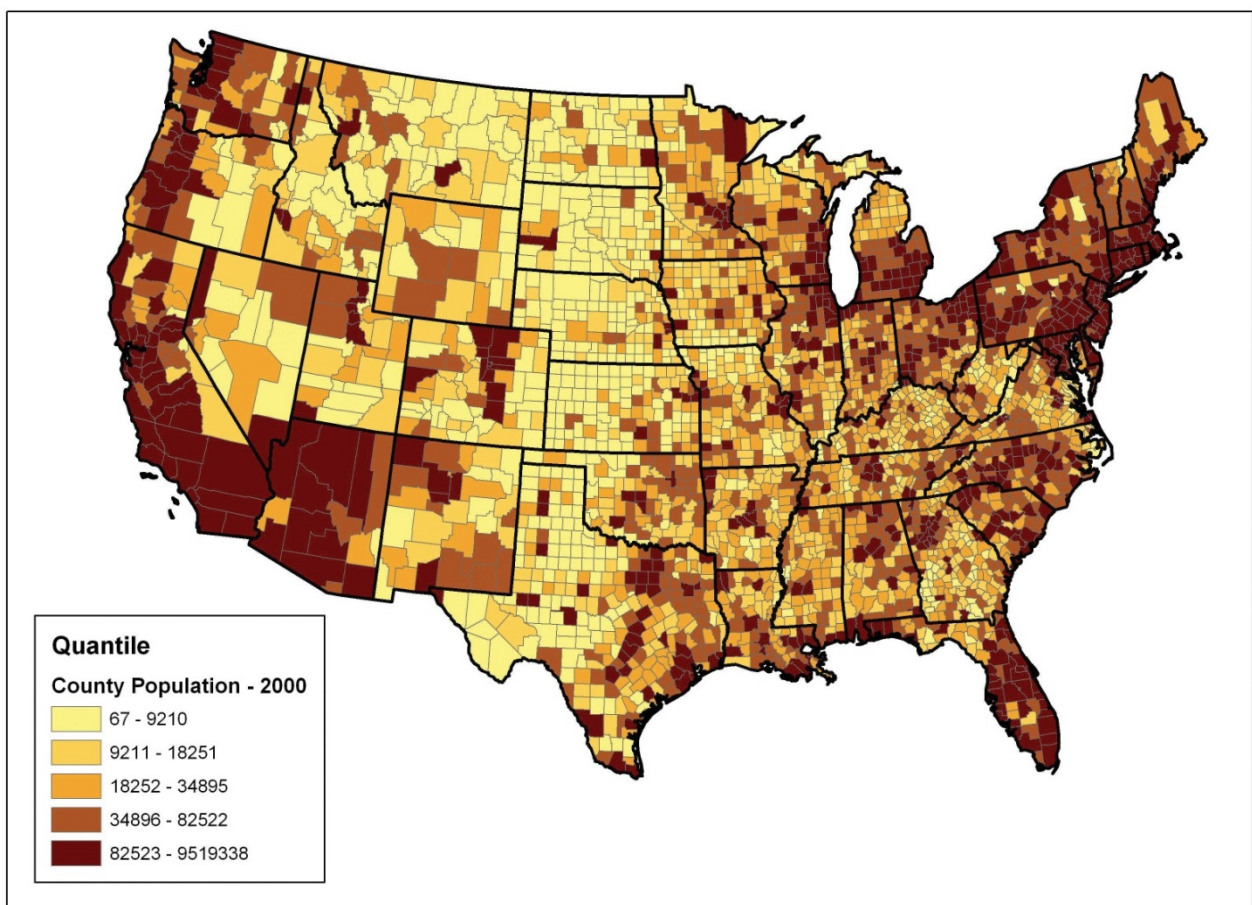 Quantile
County Population - 2000
67 - 9210
9211 - 18251
18252 - 34895
34896 - 82522
82523 - 9519338